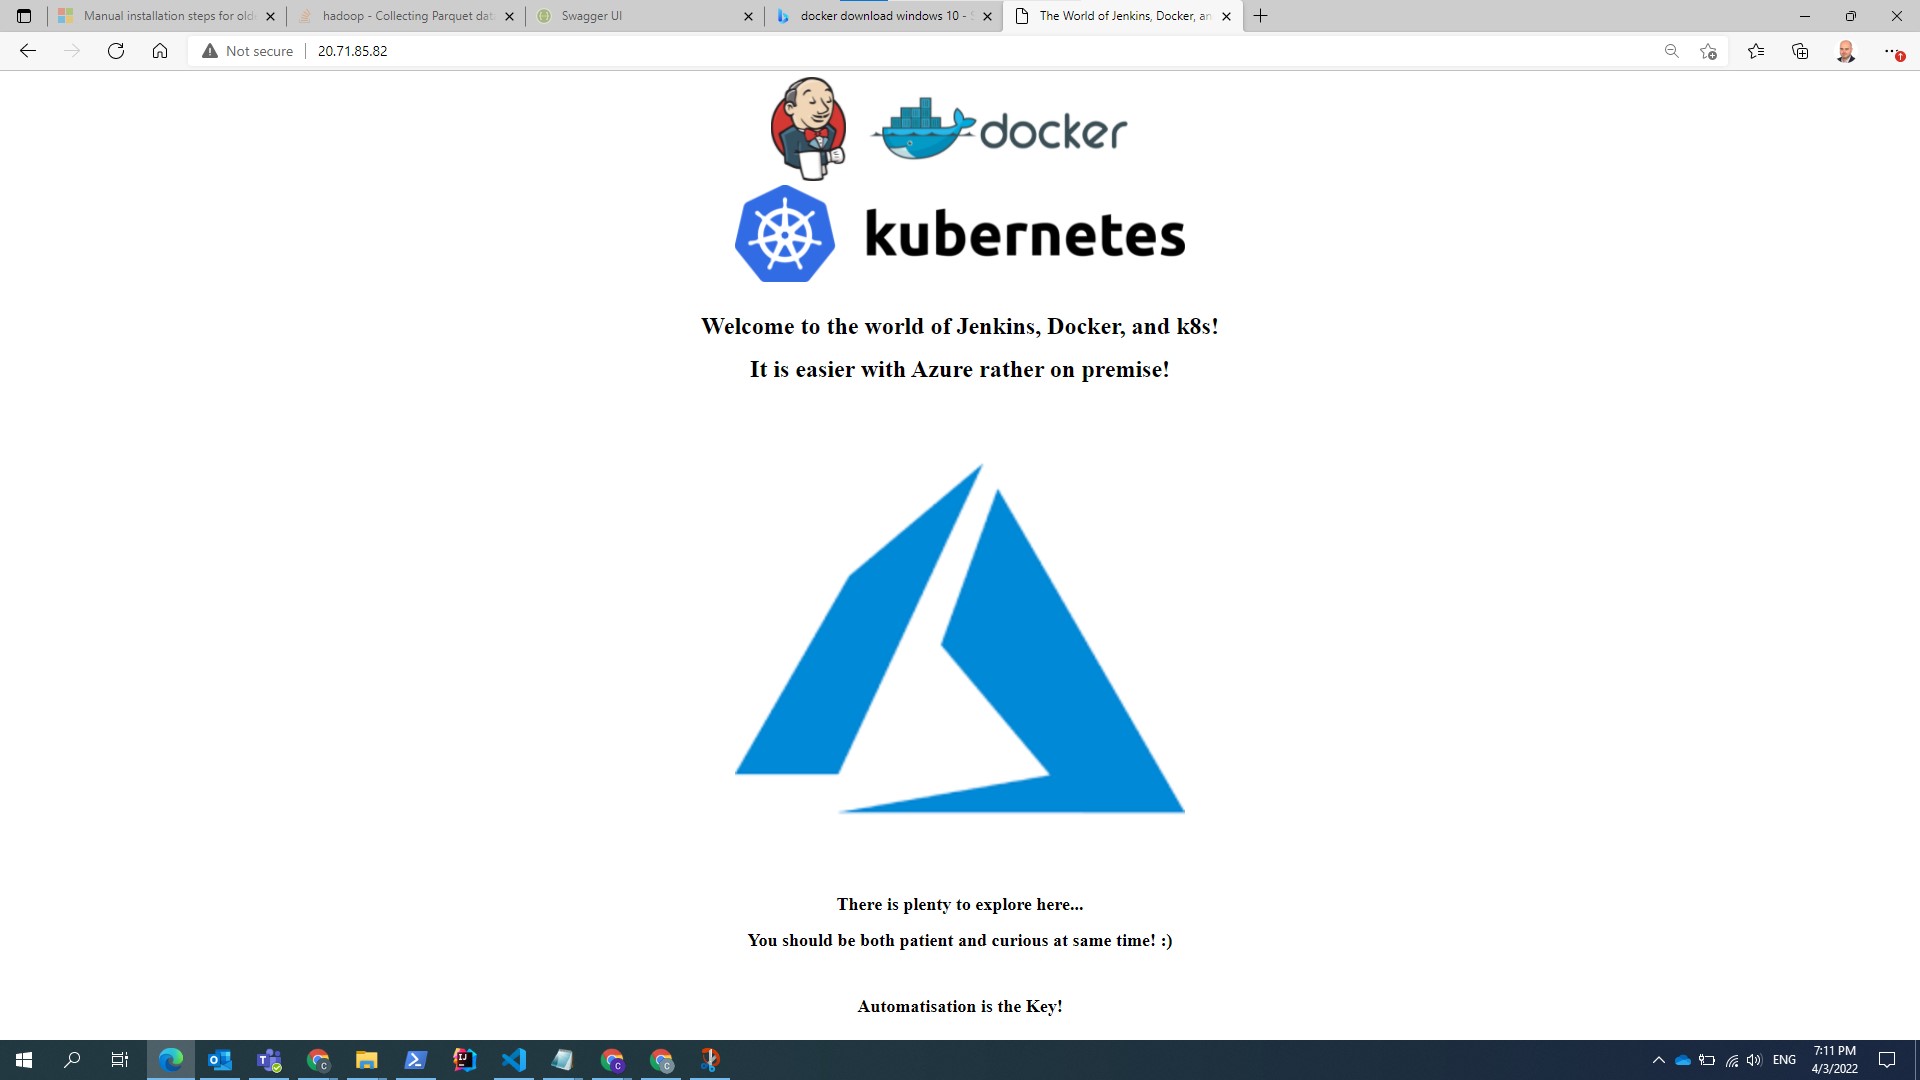 Manual installation steps for olde
hadoop - Collecting Parquet data
Swagger UI
docker download windows 10 - S
The World of Jenkins, Docker, an
Not secure
20.71.85.82
docker
kubernetes
Welcome to the world of Jenkins, Docker, and k8s!
It is easier with Azure rather on premise!
There is plenty to explore here...
You should be both patient and curious at same time! :)
Automatisation is the Key!
ENG
7:11 PM
4/3/2022